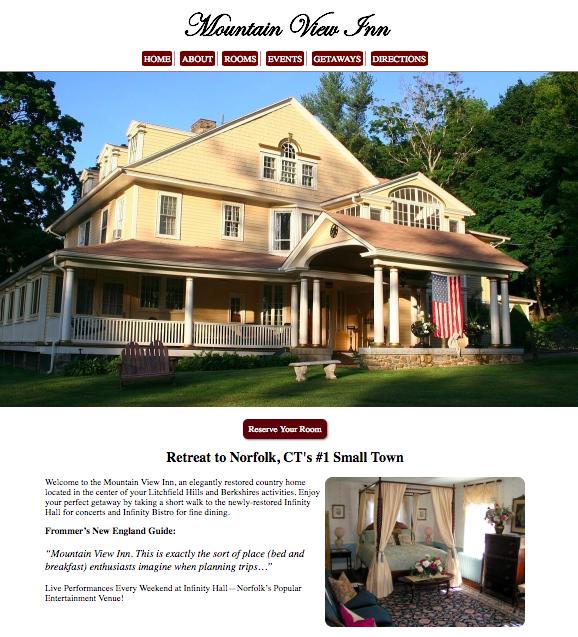 Mountain View Inn
HOME ABOUT ROOMS EVENTS GETAWAYS DIRECTIONS
Reserve Your Room
Retreat to Norfolk, CT's #1 Small Town
Welcome to the Mountain View Inn, an elegantly restored country home
located in the center of your Litchfield Hills and Berkshires activities. Enjoy
your perfect getaway by taking a short walk to the newly-restored Infinity
Hall for concerts and Infinity Bistro for fine dining.
Frommer's New England Guide:
“Mountain View Inn. This is exactly the sort of place (bed and
breakfast) enthusiasts imagine when planning trips…”
Live Performances Every Weekend at Infinity Hall—Norfolk's Popular
Entertainment Venue!